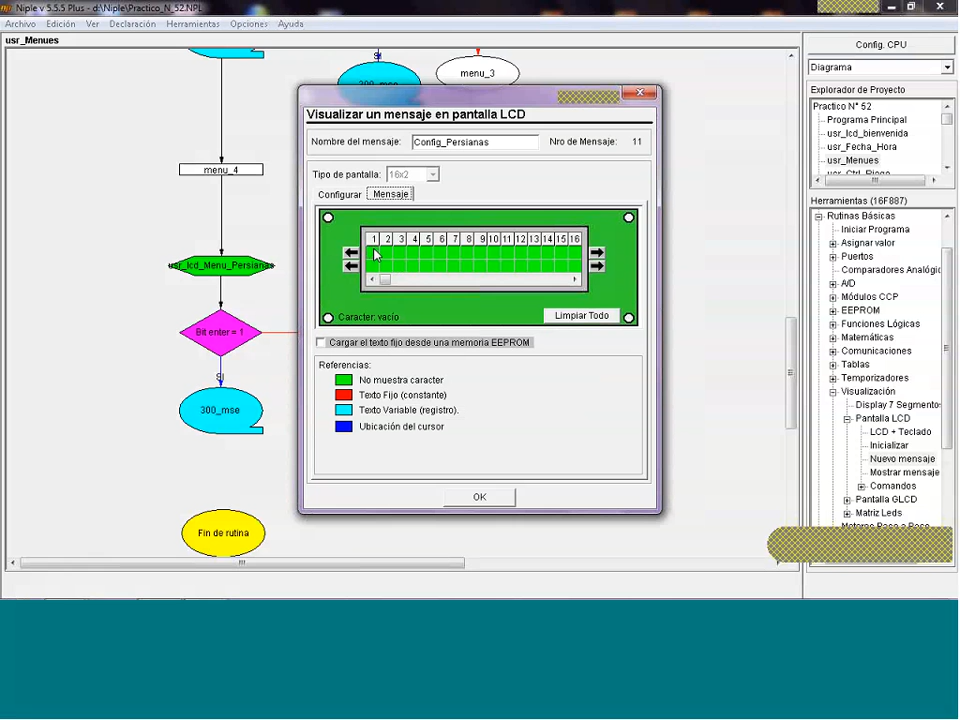 Niple v 5.5.5 Plus - d:\Niple\Practico_N_52.NPL
Archivo Edición Ver Declaración Herramientas Opciones Ayuda
usr_Menues
Config. CPU
Diagrama
Explorador de Proyecto
Practico N° 52
Programa Principal
usr_lcd_bienvenida
usr_Fecha_Hora
usr_Menues
usr_Ctrl_Riego
Herramientas (16F887)
Rutinas Básicas
Iniciar Programa
Asignar valor
Puertos
Comparadores Analógic
A/D
Módulos CCP
EEPROM
Funciones Lógicas
Matemáticas
Comunicaciones
Tablas
Temporizadores
Visualización
Display 7 Segmentos
Pantalla LCD
LCD + Teclado
Inicializar
Nuevo mensaje
Mostrar mensaje
Comandos
Pantalla GLCD
Matriz Leds
Motores Paso a Paso
SI
300_mse
menu_3
menu_4
usr_lcd_Menu_Persianas
Bit enter = 1
SI
300_mse
Fin de rutina
Visualizar un mensaje en pantalla LCD
Nombre del mensaje: Config_Persianas Nro de Mensaje: 11
Tipo de pantalla: 16x2
Configurar Mensaje
1 2 3 4 5 6 7 8 9 10 11 12 13 14 15 16
Caracter: vacío Limpiar Todo
Cargar el texto fijo desde una memoria EEPROM
Referencias:
No muestra caracter
Texto Fijo (constante)
Texto Variable (registro).
Ubicación del cursor
OK